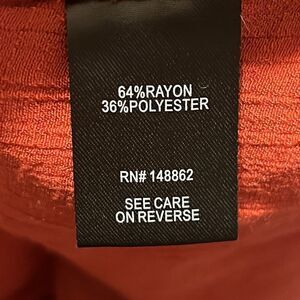 64%RAYON
36%POLYESTER
RN# 148862
SEE CARE
ON REVERSE